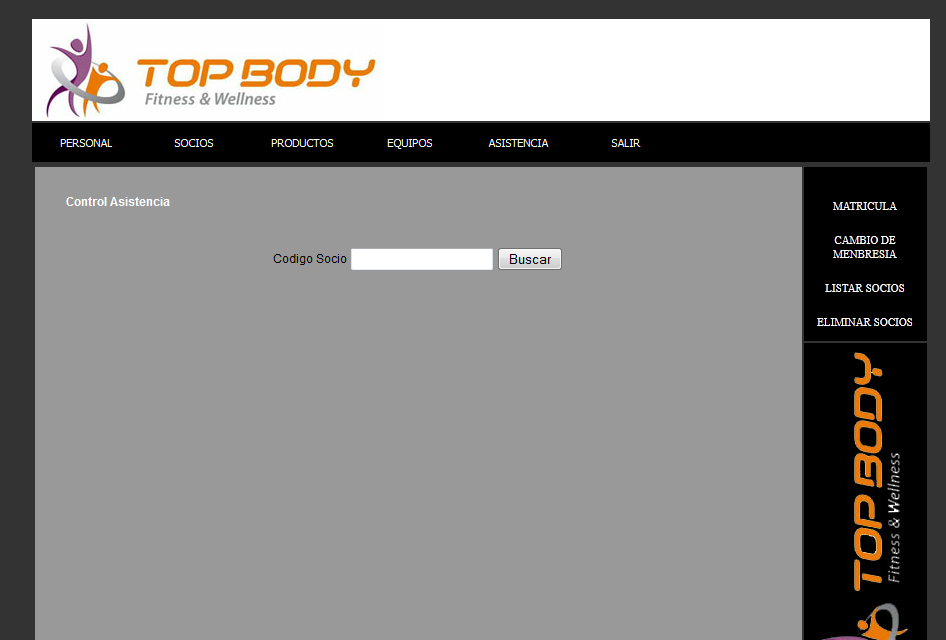 TOP BODY
Fitness & Wellness
PERSONAL SOCIOS PRODUCTOS EQUIPOS ASISTENCIA SALIR
Control Asistencia
Codigo Socio Buscar
MATRICULA
CAMBIO DE
MENBRESIA
LISTAR SOCIOS
ELIMINAR SOCIOS
TOP BODY
Fitness & Wellness